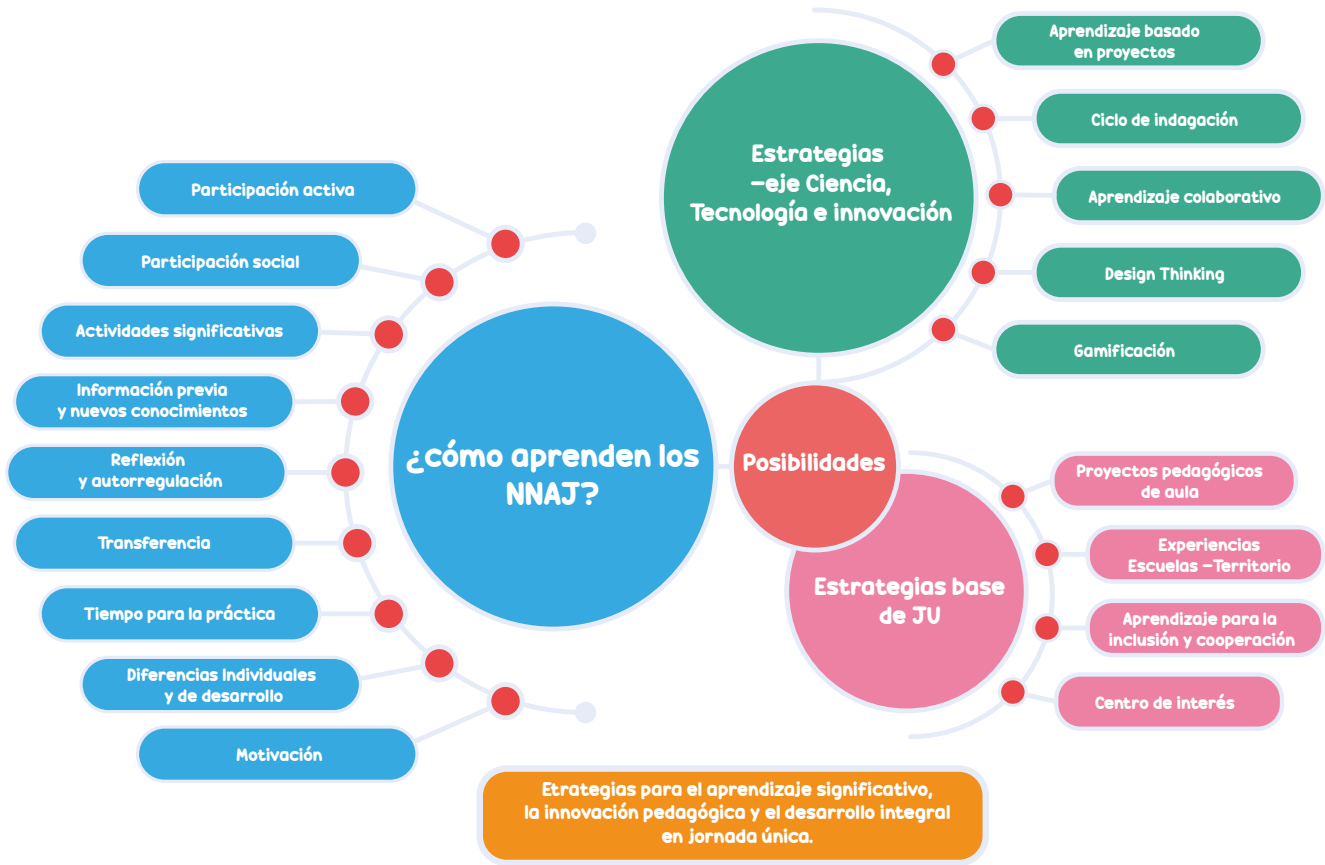 Participación activa
Participación social
Actividades significativas
Información previa
y nuevos conocimientos
Reflexión
y autorregulación
Transferencia
Tiempo para la práctica
Diferencias Individuales
y de desarrollo
Motivación
¿cómo aprenden los
NNAJ?
Posibilidades
Estrategias
–eje Ciencia,
Tecnología e innovación
Aprendizaje basado
en proyectos
Ciclo de indagación
Aprendizaje colaborativo
Design Thinking
Gamificación
Estrategias base
de JU
Proyectos pedagógicos
de aula
Experiencias
Escuelas –Territorio
Aprendizaje para la
inclusión y cooperación
Centro de interés
Etrategias para el aprendizaje significativo,
la innovación pedagógica y el desarrollo integral
en jornada única.